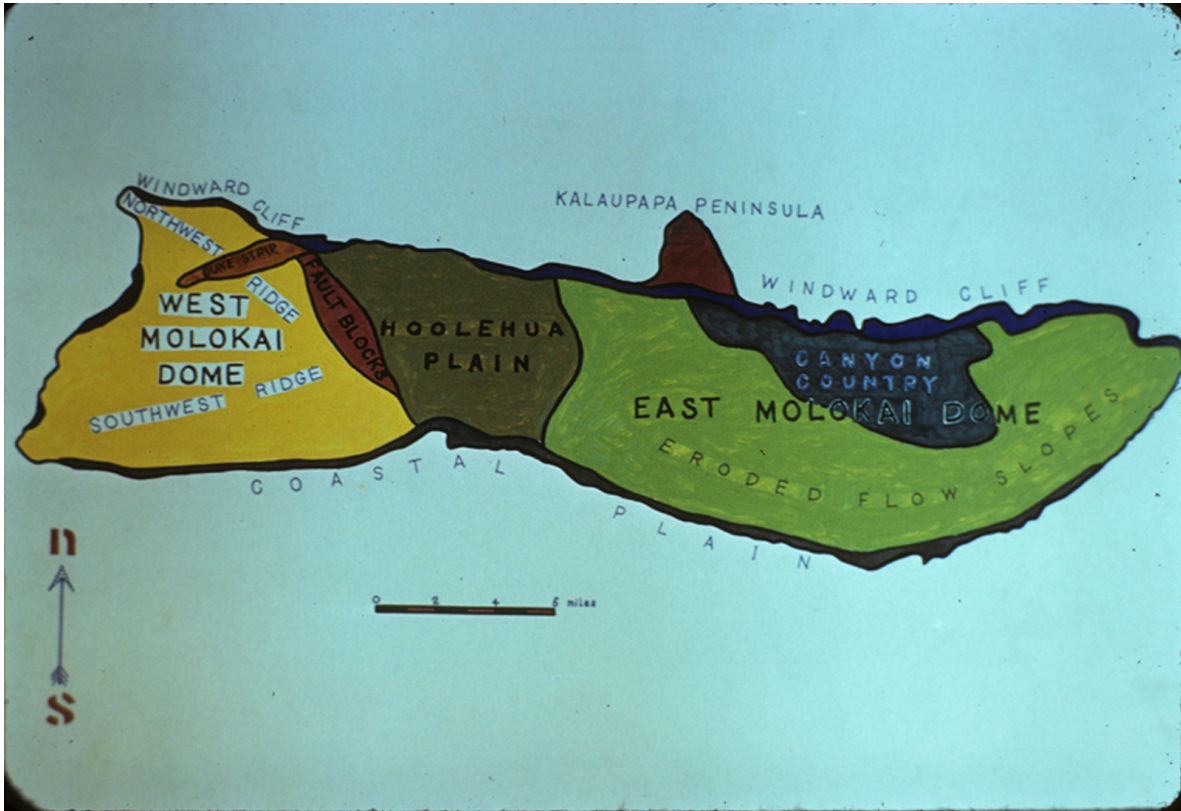 WINDWARD CLIFF
NORTHWEST RIDGE
DUNE STRIP
FAULT BLOCKS
WEST
MOLOKAI
DOME
SOUTHWEST RIDGE
HOOLEHUA
PLAIN
KALAUPAPA PENINSULA
WINDWARD CLIFF
CANYON
COUNTRY
EAST MOLOKAI DOME
ERODED FLOW SLOPES
COASTAL PLAIN
n
S
0 2 4 6 miles